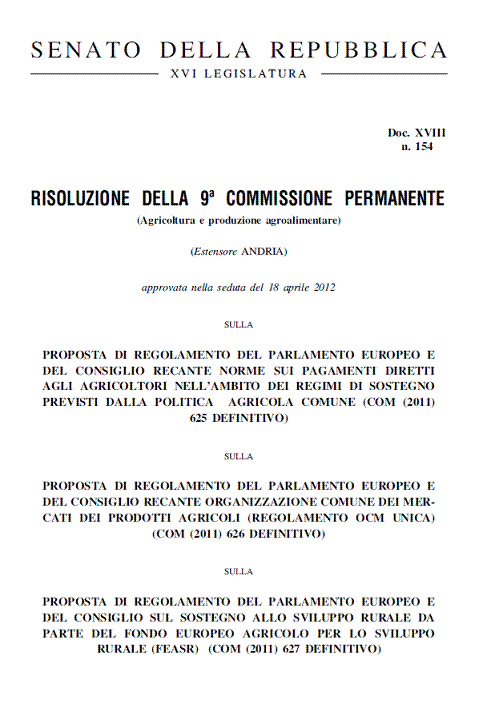 SENATO DELLA REPUBBLICA
XVI LEGISLATURA
Doc. XVIII
n. 154
RISOLUZIONE DELLA 9ª COMMISSIONE PERMANENTE
(Agricoltura e produzione agroalimentare)
(Estensore ANDRIA)
approvata nella seduta del 18 aprile 2012
SULLA
PROPOSTA DI REGOLAMENTO DEL PARLAMENTO EUROPEO E
DEL CONSIGLIO RECANTE NORME SUI PAGAMENTI DIRETTI
AGLI AGRICOLTORI NELL'AMBITO DEI REGIMI DI SOSTEGNO
PREVISTI DALLA POLITICA AGRICOLA COMUNE (COM (2011)
625 DEFINITIVO)
SULLA
PROPOSTA DI REGOLAMENTO DEL PARLAMENTO EUROPEO E
DEL CONSIGLIO RECANTE ORGANIZZAZIONE COMUNE DEI MER-
CATI DEI PRODOTTI AGRICOLI (REGOLAMENTO OCM UNICA)
(COM (2011) 626 DEFINITIVO)
SULLA
PROPOSTA DI REGOLAMENTO DEL PARLAMENTO EUROPEO E
DEL CONSIGLIO SUL SOSTEGNO ALLO SVILUPPO RURALE DA
PARTE DEL FONDO EUROPEO AGRICOLO PER LO SVILUPPO
RURALE (FEASR) (COM (2011) 627 DEFINITIVO)